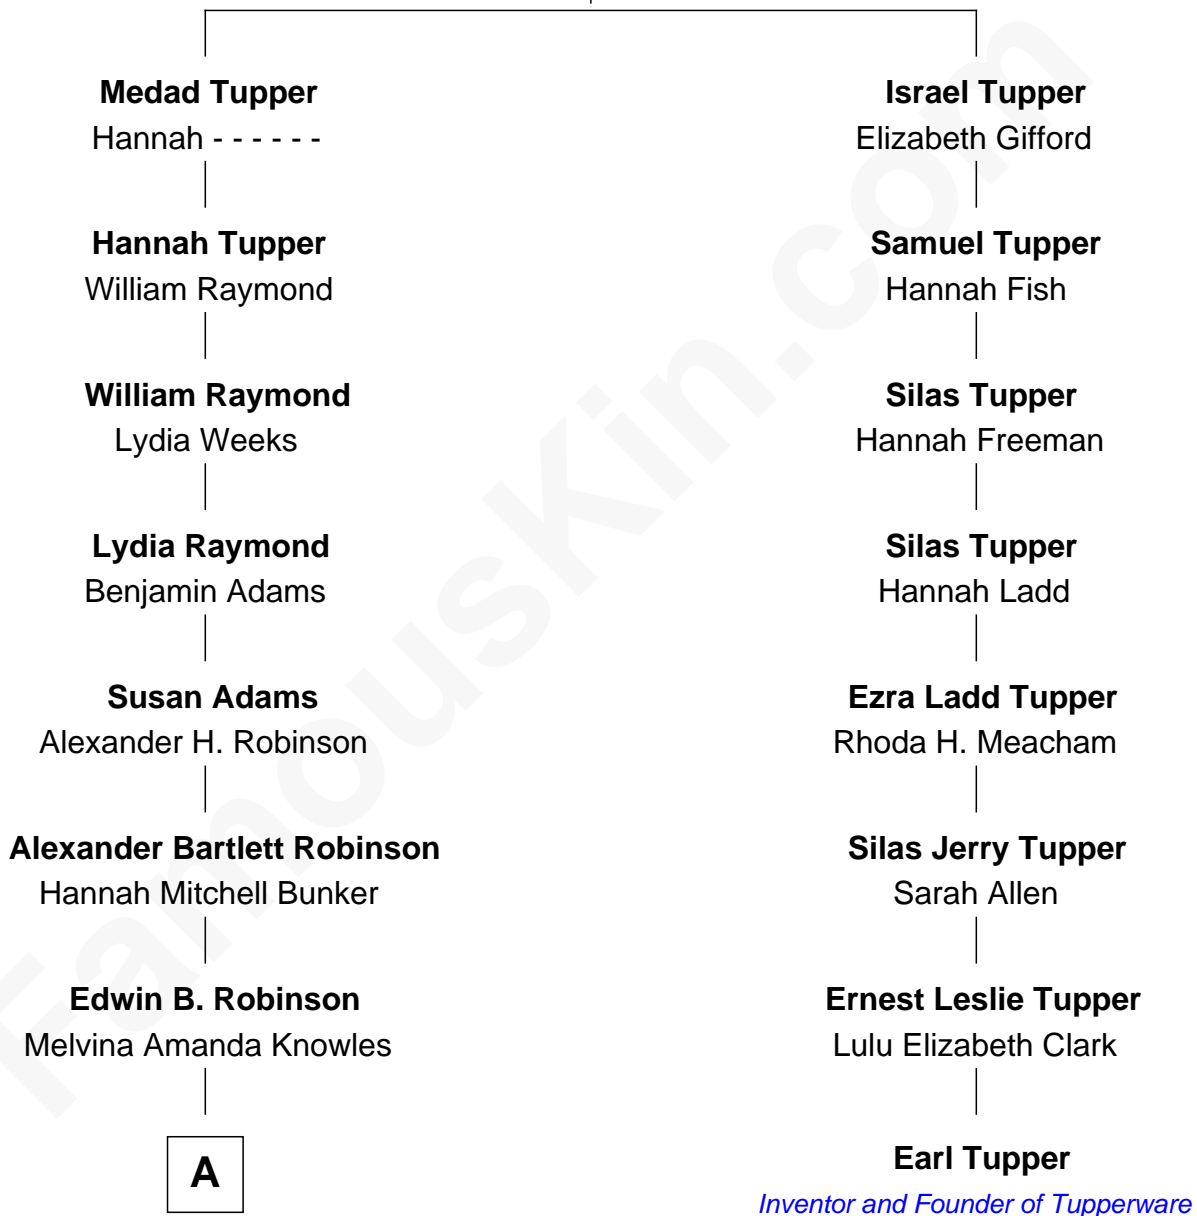 Medad Tupper
Hannah - - - - - -
Israel Tupper
Elizabeth Gifford
Hannah Tupper
William Raymond
Samuel Tupper
Hannah Fish
William Raymond
Lydia Weeks
Silas Tupper
Hannah Freeman
Lydia Raymond
Benjamin Adams
Silas Tupper
Hannah Ladd
Susan Adams
Alexander H. Robinson
Ezra Ladd Tupper
Rhoda H. Meacham
Alexander Bartlett Robinson
Hannah Mitchell Bunker
Silas Jerry Tupper
Sarah Allen
Edwin B. Robinson
Melvina Amanda Knowles
Ernest Leslie Tupper
Lulu Elizabeth Clark
A
Earl Tupper
Inventor and Founder of Tupperware
FamousKin.com